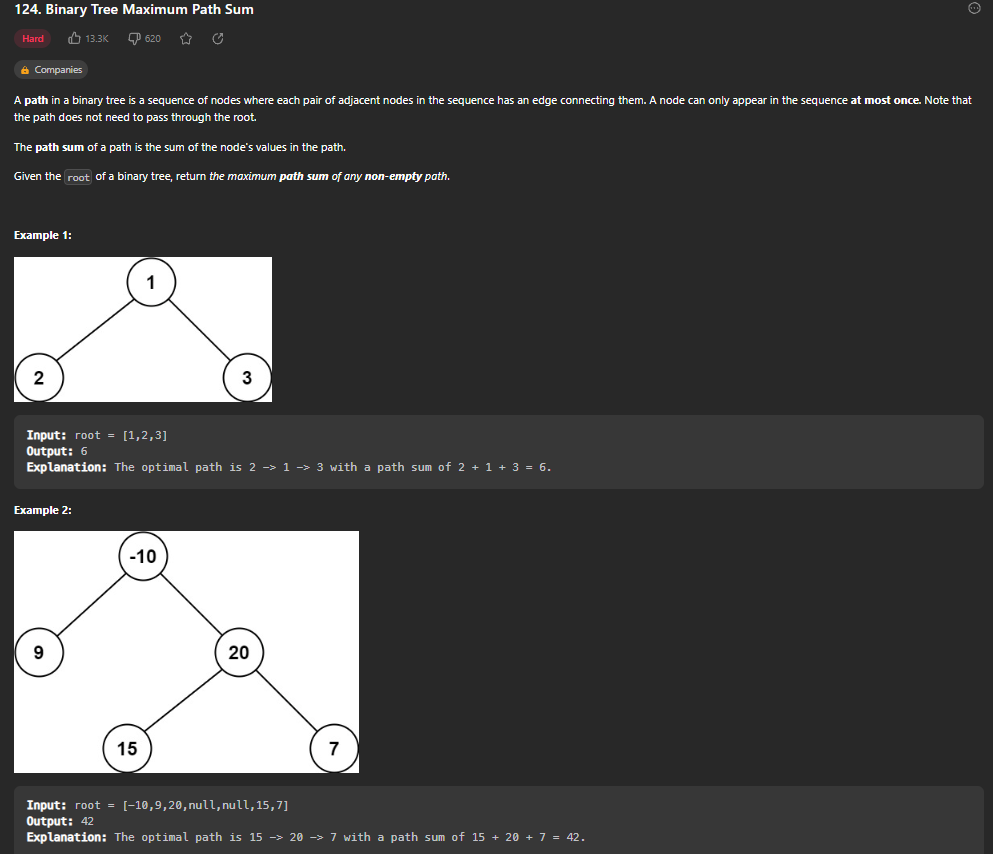 124. Binary Tree Maximum Path Sum
Hard 13.3K 620
Companies
A path in a binary tree is a sequence of nodes where each pair of adjacent nodes in the sequence has an edge connecting them. A node can only appear in the sequence at most once. Note that
the path does not need to pass through the root.
The path sum of a path is the sum of the node's values in the path.
Given the root of a binary tree, return the maximum path sum of any non-empty path.
Example 1:
1
2 3
Input: root = [1,2,3]
Output: 6
Explanation: The optimal path is 2 -> 1 -> 3 with a path sum of 2 + 1 + 3 = 6.
Example 2:
-10
9 20
15 7
Input: root = [-10,9,20,null,null,15,7]
Output: 42
Explanation: The optimal path is 15 -> 20 -> 7 with a path sum of 15 + 20 + 7 = 42.